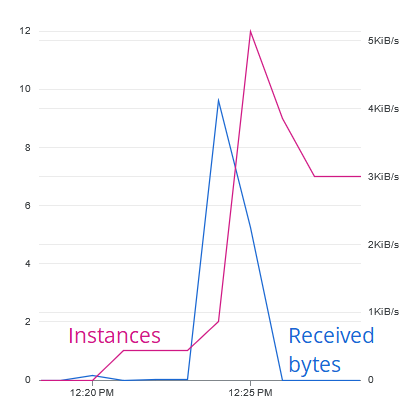 12
5KiB/s
10
4KiB/s
8
3KiB/s
6
2KiB/s
4
1KiB/s
2
Instances
Received
bytes
0
0
12:20 PM
12:25 PM